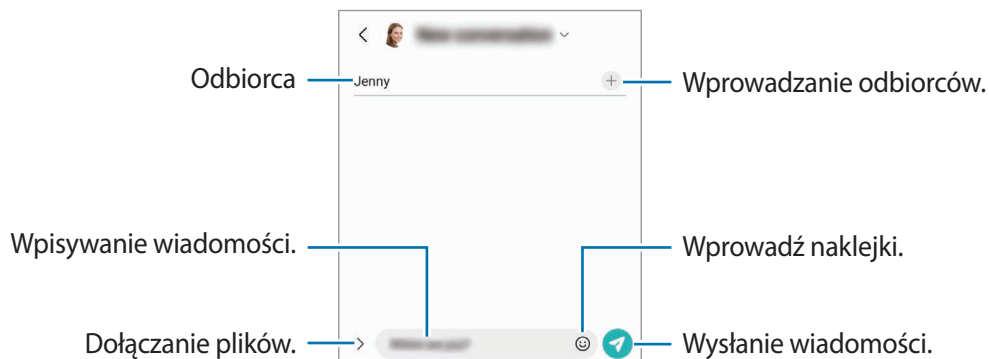 Odbiorca
Jenny
Wprowadzanie odbiorców.
Wpisywanie wiadomości.
Wprowadź naklejki.
Dołączanie plików.
Wysłanie wiadomości.